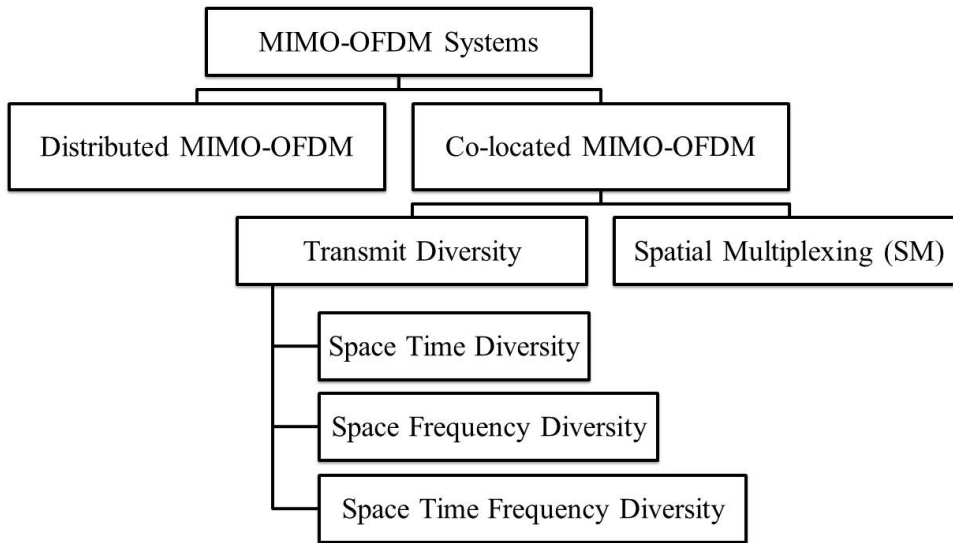 MIMO-OFDM Systems
Distributed MIMO-OFDM
Co-located MIMO-OFDM
Transmit Diversity
Spatial Multiplexing (SM)
Space Time Diversity
Space Frequency Diversity
Space Time Frequency Diversity